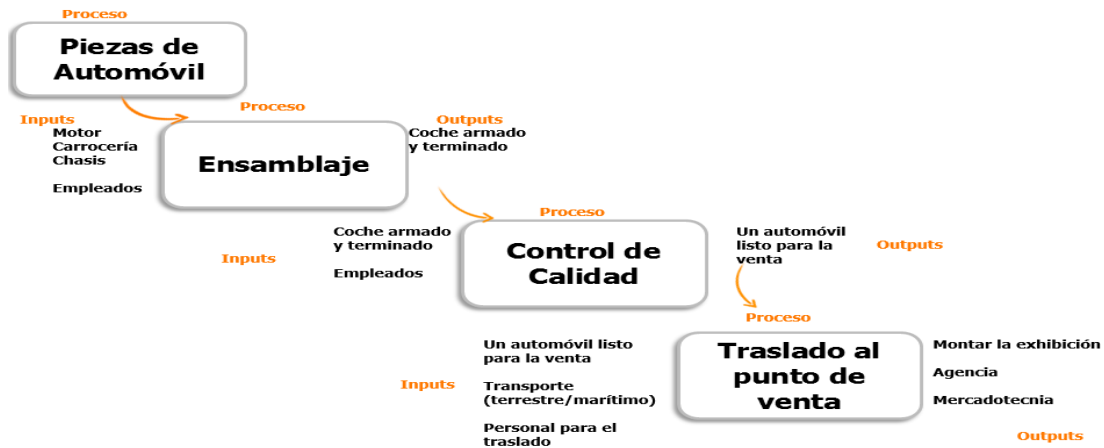 Proceso
Piezas de
Automóvil
Inputs
Motor
Carrocería
Chasis
Empleados
Proceso
Ensamblaje
Outputs
Coche armado
y terminado
Inputs
Coche armado
y terminado
Empleados
Proceso
Control de
Calidad
Un automóvil
listo para la
venta
Outputs
Inputs
Un automóvil listo
para la venta
Transporte
(terrestre/marítimo)
Personal para el
traslado
Proceso
Traslado al
punto de
venta
Montar la exhibición
Agencia
Mercadotecnia
Outputs